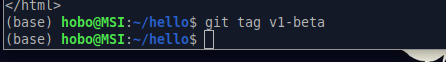 </html>
(base) hobo@MSI:~/hello$ git tag v1-beta
(base) hobo@MSI:~/hello$